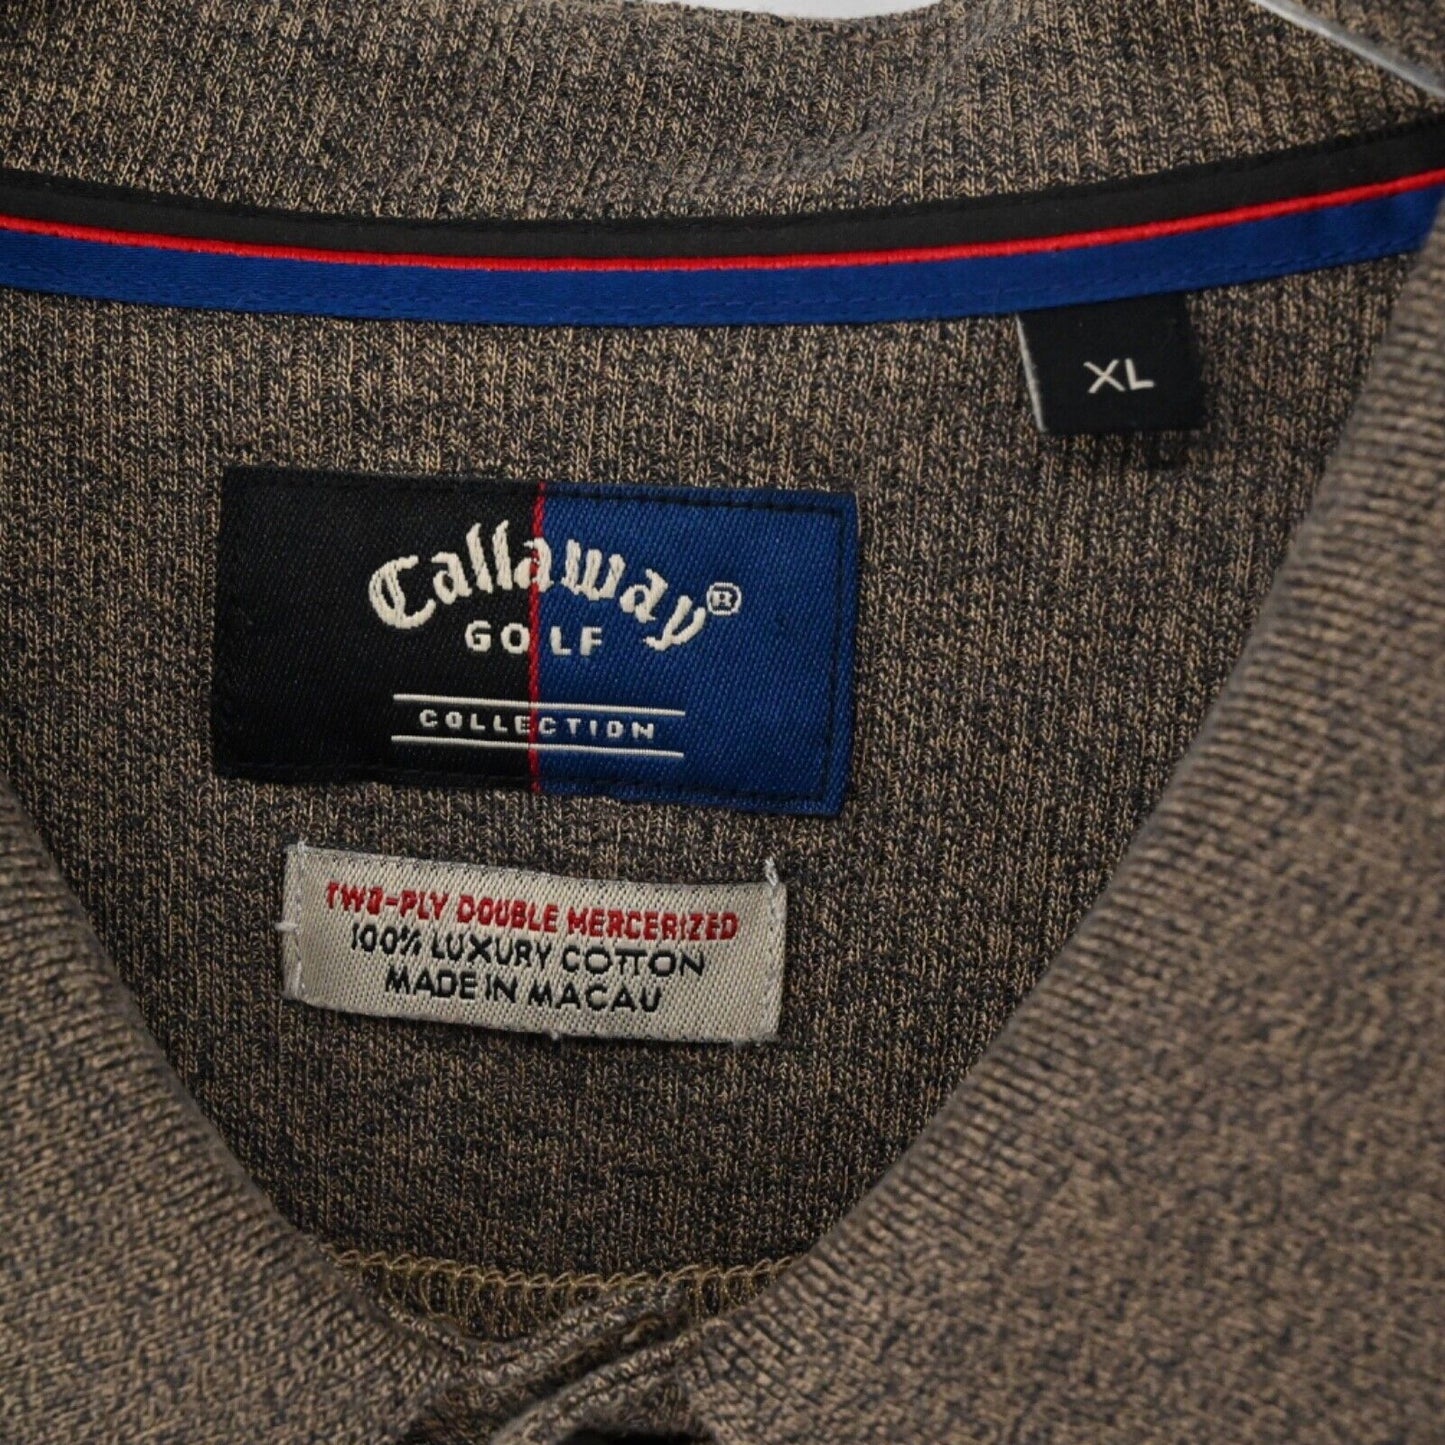 XL
Callaway®
GOLF
COLLECTION
TWO-PLY DOUBLE MERCERIZED
100% LUXURY COTTON
MADE IN MACAU